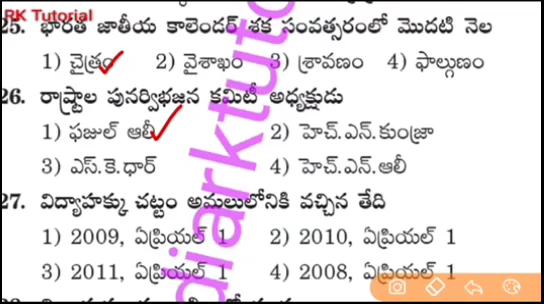 RK Tutorial
25. భారత జాతీయ కాలెండర్ శక సంవత్సరంలో మొదటి నెల
1) చైత్రం 2) వైశాఖం 3) శ్రావణం 4) ఫాల్గుణం
26. రాష్ట్రాల పునర్విభజన కమిటీ అధ్యక్షుడు
1) ఫజుల్ ఆలీ 2) హెచ్.ఎన్.కుంజ్రూ
3) ఎస్.కె.ధార్ 4) హెచ్.ఎన్.ఆలీ
27. విద్యాహక్కు చట్టం అమలులోనికి వచ్చిన తేది
1) 2009, ఏప్రియల్ 1 2) 2010, ఏప్రియల్ 1
3) 2011, ఏప్రియల్ 1 4) 2008, ఏప్రియల్ 1
diarktuto